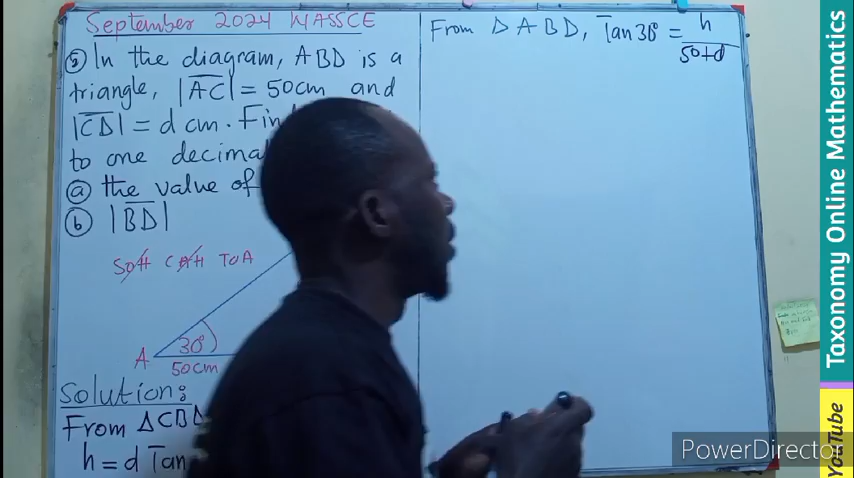 September 2024 WASSCE
⑤ In the diagram, ABD is a
triangle, |AC| = 50cm and
|CD| = d cm. Find
to one decimal
ⓐ the value of
ⓑ |BD|
SOH CAH TOA
A
30°
50cm
Solution:
From △CBD
h = d Tan
From △ABD, Tan30° = h
50+d
Taxonomy Online Mathematics
YouTube
PowerDirector